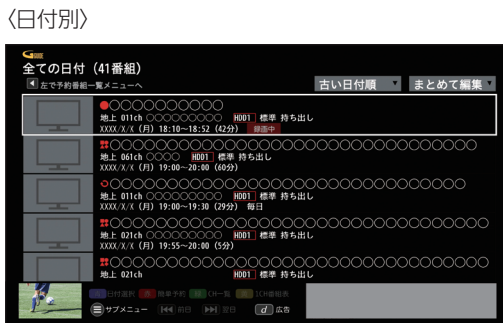 〈日付別〉
全ての日付(41番組)
左で予約番組一覧メニューへ
古い日付順
まとめて編集
●○○○○○○○○○○
地上 011ch ○○○○○○○○○○ HDD1 標準 持ち出し
XXXX/X/X (月) 18:10~18:52 (42分) 録画中
○○○○○○○○○○○○○○○○○○○○○○○○○○○○○○○○
地上 061ch ○○○○ HDD1 標準 持ち出し
XXXX/X/X (月) 19:00~20:00 (60分)
○○○○○○○○○○○○○○○○○○○○○○○○○○○○○○○
地上 011ch ○○○○○○○○○○ HDD1 標準 持ち出し
XXXX/X/X (月) 19:00~19:30 (29分) 毎日
○○○○○○○○○○○○○○○○○○○○○○○○○○○○○○○○
地上 021ch ○○○○○○○○○○ HDD1 標準 持ち出し
XXXX/X/X (月) 19:55~20:00 (5分)
○○○○○○○○○○○○○○○○○○○○○○○○○○○○○○○○
地上 021ch HDD1 標準 持ち出し
青 日付選択 赤 簡単予約 緑 CH一覧 黄 1CH番組表
サブメニュー 前日 翌日 d 広告